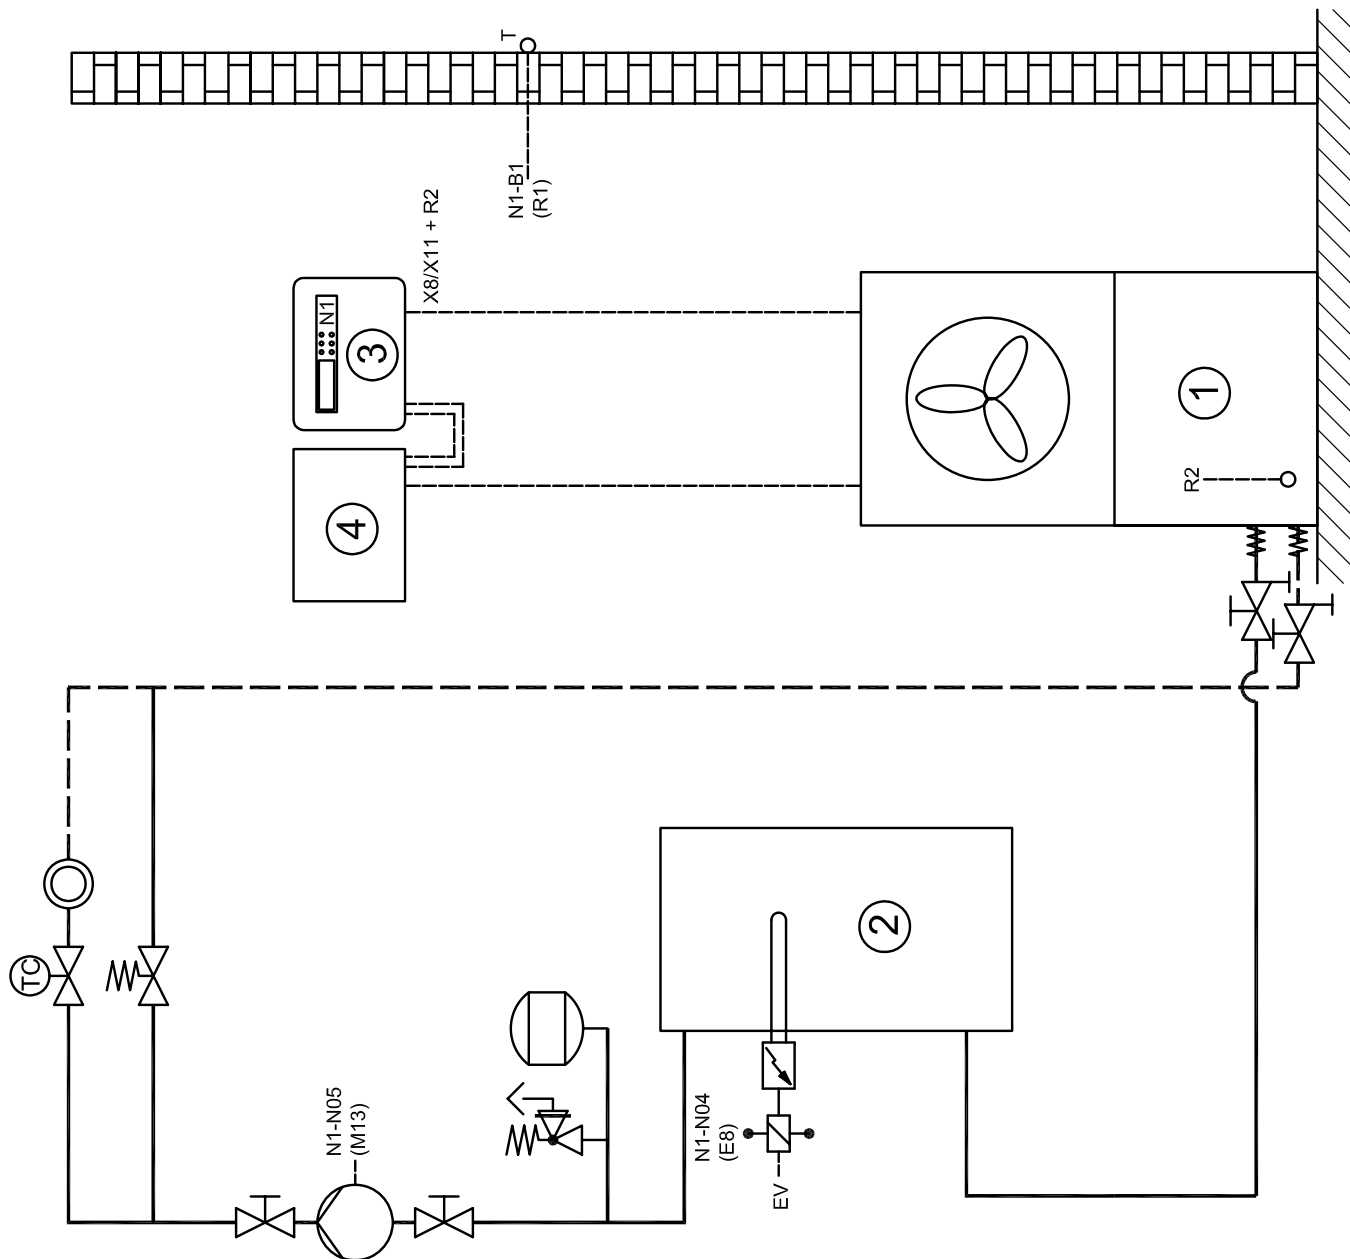 T
N1-B1
(R1)
X8/X11 + R2
N1
3
4
1
R2
TC
2
N1-N05
(M13)
N1-N04
(E8)
EV